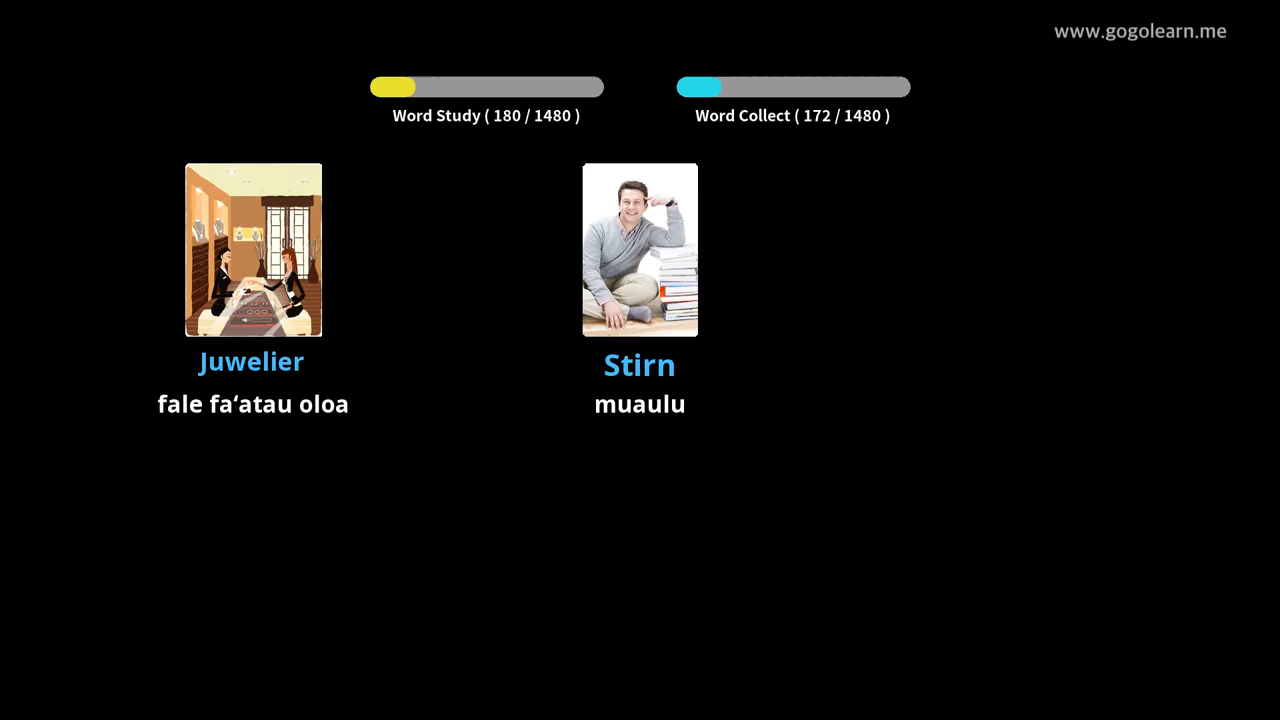 www.gogolearn.me
Word Study ( 180 / 1480 )
Word Collect ( 172 / 1480 )
Juwelier
fale fa‘atau oloa
Stirn
muaulu